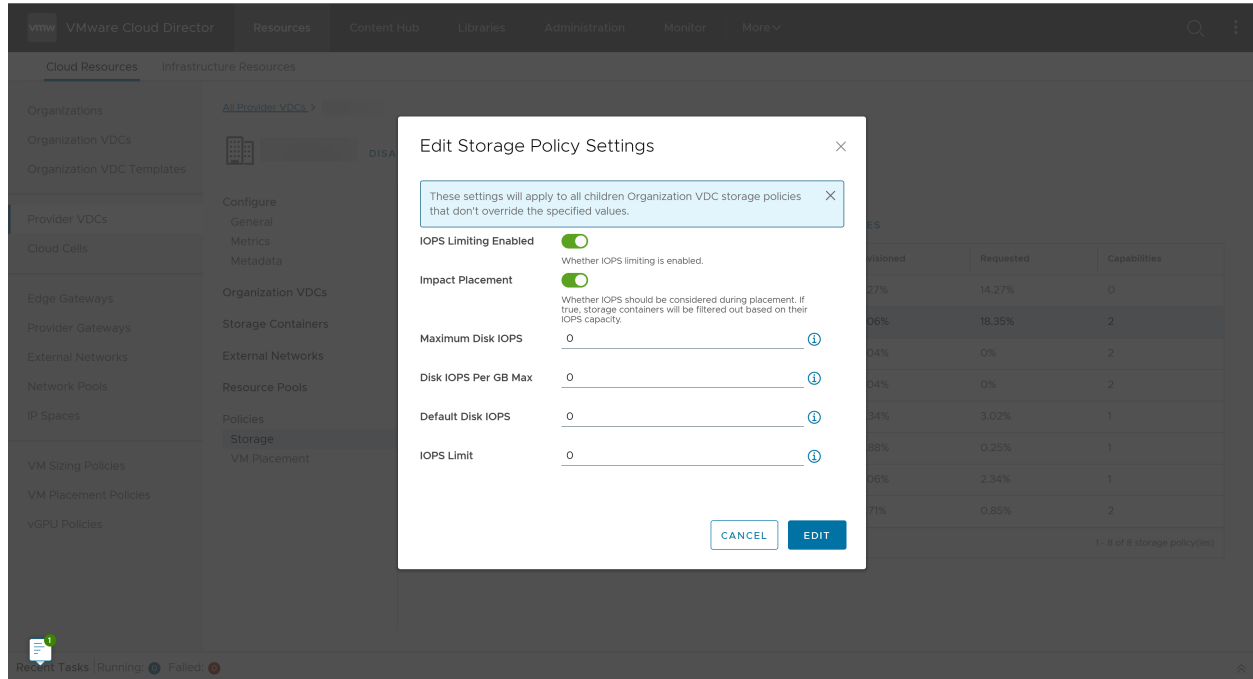 vmw VMware Cloud Director Resources Content Hub Libraries Administration Monitor More
Cloud Resources Infrastructure Resources
Organizations
Organization VDCs
Organization VDC Templates
Provider VDCs
Cloud Cells
Edge Gateways
Provider Gateways
External Networks
Network Pools
IP Spaces
VM Sizing Policies
VM Placement Policies
vGPU Policies
All Provider VDCs >
DISA
Configure
General
Metrics
Metadata
Organization VDCs
Storage Containers
External Networks
Resource Pools
Policies
Storage
VM Placement
Edit Storage Policy Settings
These settings will apply to all children Organization VDC storage policies
that don't override the specified values.
IOPS Limiting Enabled
Whether IOPS limiting is enabled.
Impact Placement
Whether IOPS should be considered during placement. If
true, storage containers will be filtered out based on their
IOPS capacity.
Maximum Disk IOPS 0
Disk IOPS Per GB Max 0
Default Disk IOPS 0
IOPS Limit 0
CANCEL EDIT
ES
visioned Requested Capabilities
27% 14.27% 0
06% 18.35% 2
04% 0% 2
04% 0% 2
34% 3.02% 1
88% 0.25% 1
06% 2.34% 1
71% 0.85% 2
1 - 8 of 8 storage policy(ies)
1
Recent Tasks Running: 0 Failed: 0